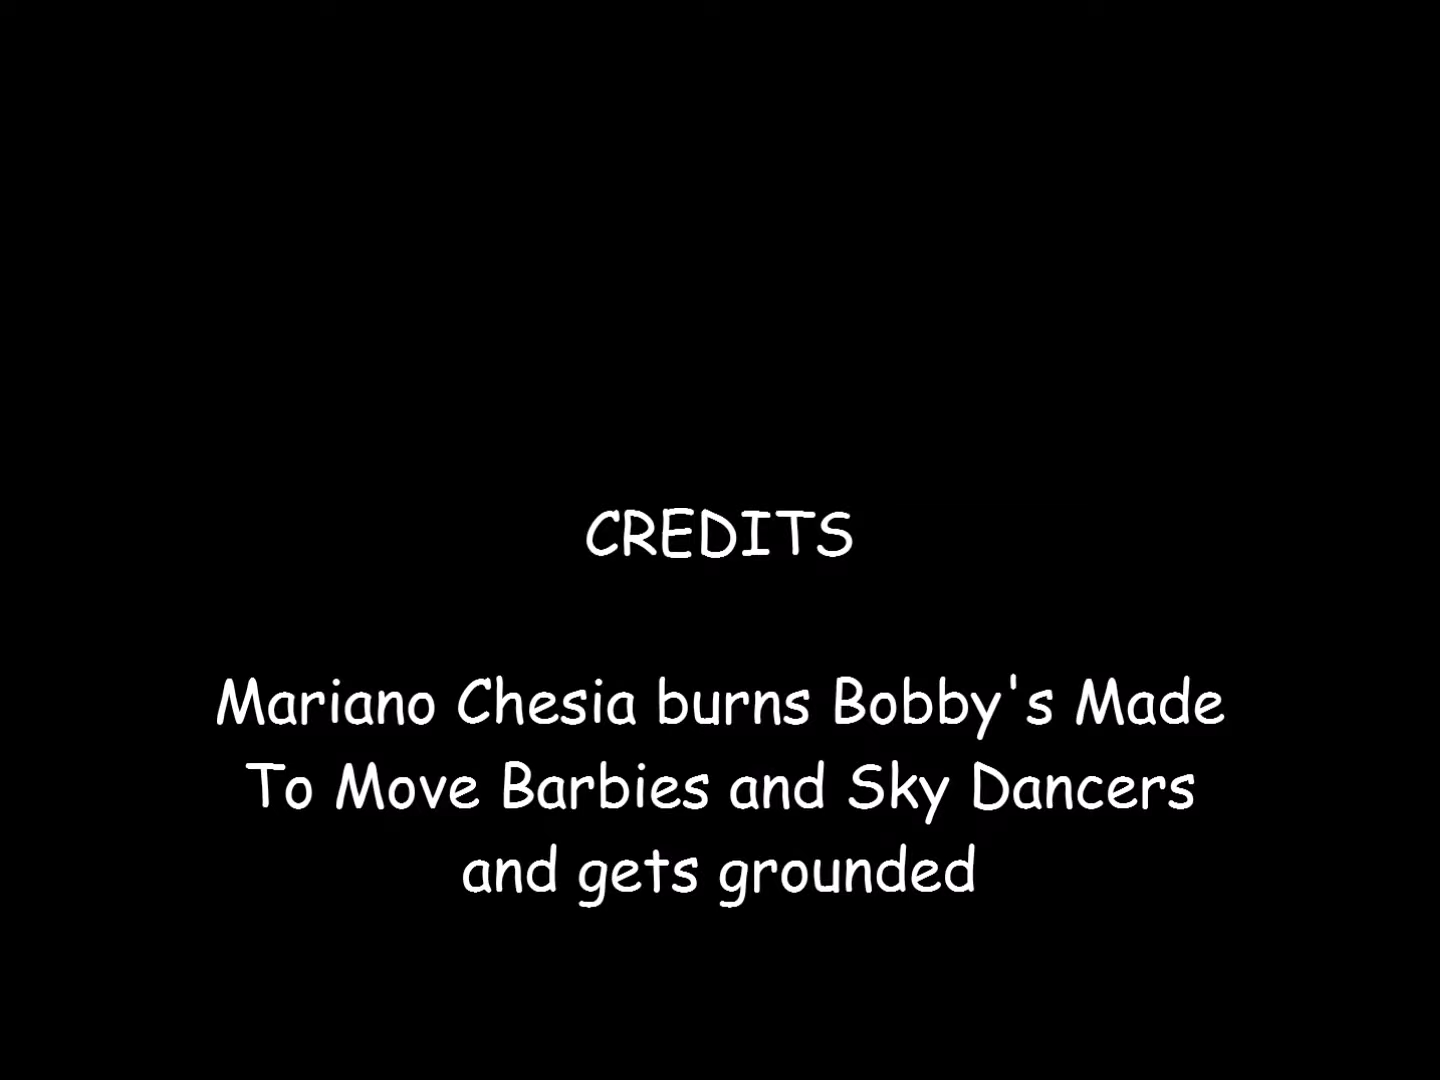 CREDITS
Mariano Chesia burns Bobby's Made
To Move Barbies and Sky Dancers
and gets grounded